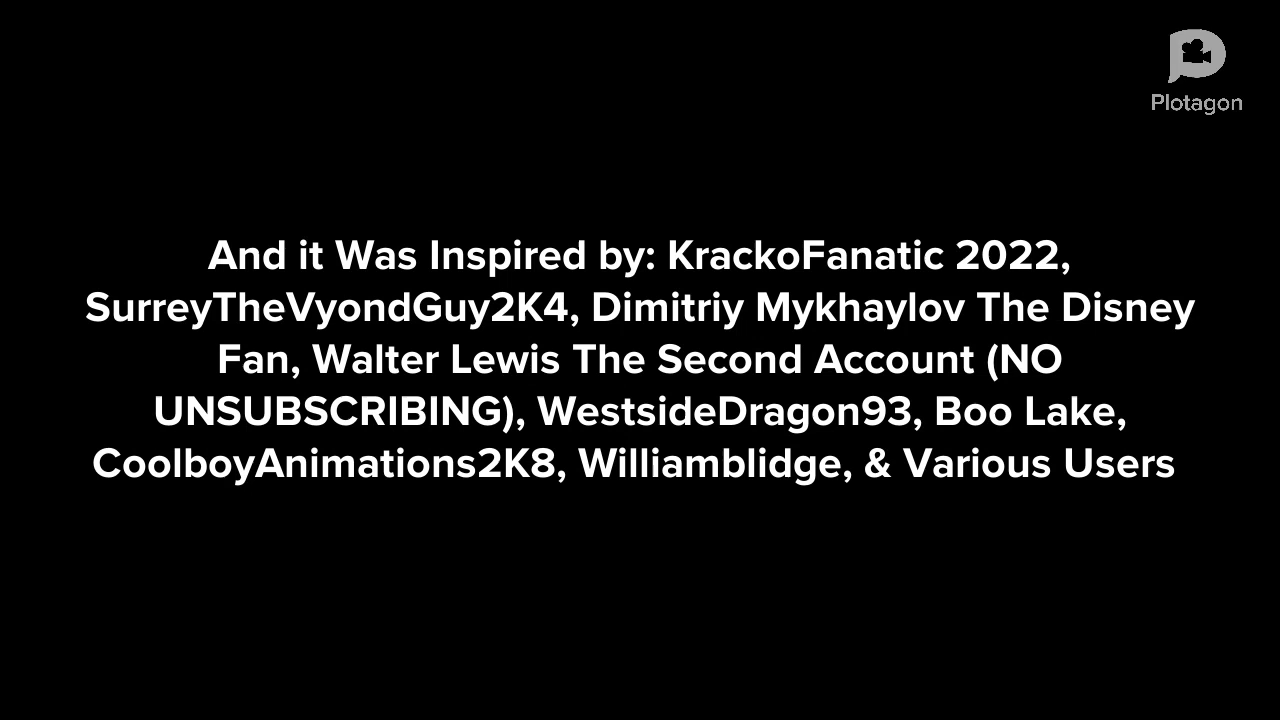 Plotagon
And it Was Inspired by: KrackoFanatic 2022,
SurreyTheVyondGuy2K4, Dimitriy Mykhaylov The Disney
Fan, Walter Lewis The Second Account (NO
UNSUBSCRIBING), WestsideDragon93, Boo Lake,
CoolboyAnimations2K8, Williamblidge, & Various Users